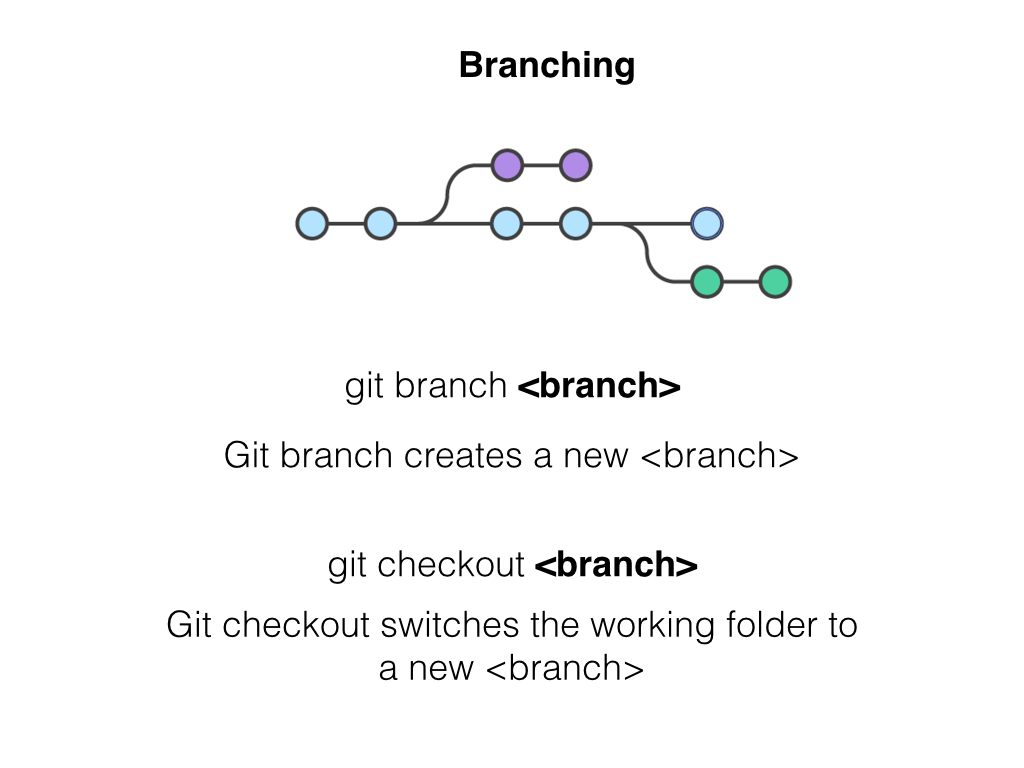 Branching
git branch <branch>
Git branch creates a new <branch>
git checkout <branch>
Git checkout switches the working folder to
a new <branch>